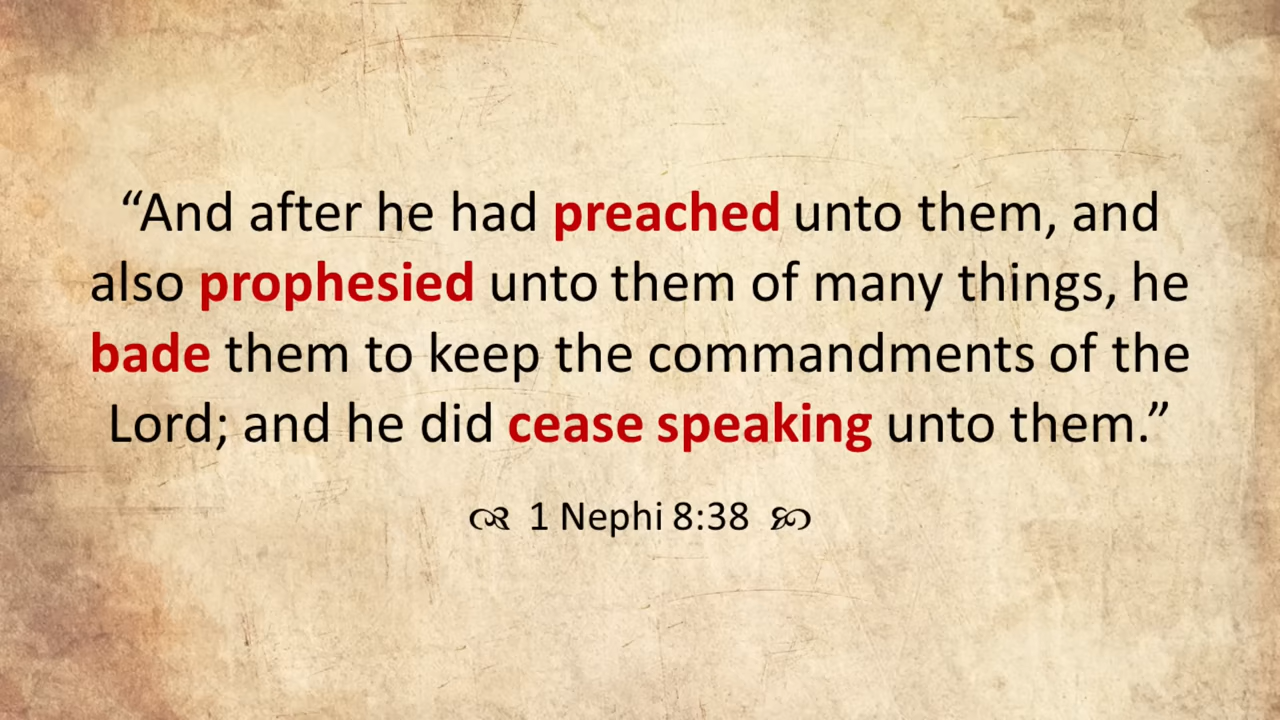 “And after he had preached unto them, and
also prophesied unto them of many things, he
bade them to keep the commandments of the
Lord; and he did cease speaking unto them.”
1 Nephi 8:38